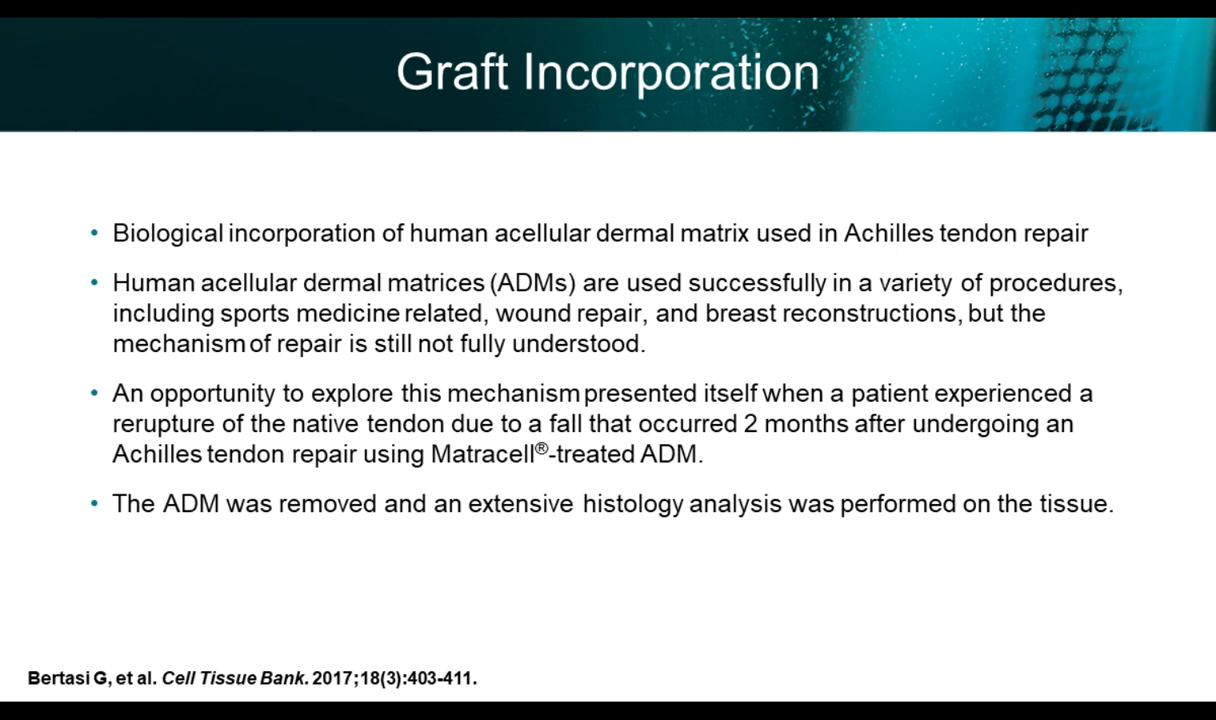 Graft Incorporation
• Biological incorporation of human acellular dermal matrix used in Achilles tendon repair
• Human acellular dermal matrices (ADMs) are used successfully in a variety of procedures,
including sports medicine related, wound repair, and breast reconstructions, but the
mechanism of repair is still not fully understood.
• An opportunity to explore this mechanism presented itself when a patient experienced a
rerupture of the native tendon due to a fall that occurred 2 months after undergoing an
Achilles tendon repair using Matracell®-treated ADM.
• The ADM was removed and an extensive histology analysis was performed on the tissue.
Bertasi G, et al. Cell Tissue Bank. 2017;18(3):403-411.